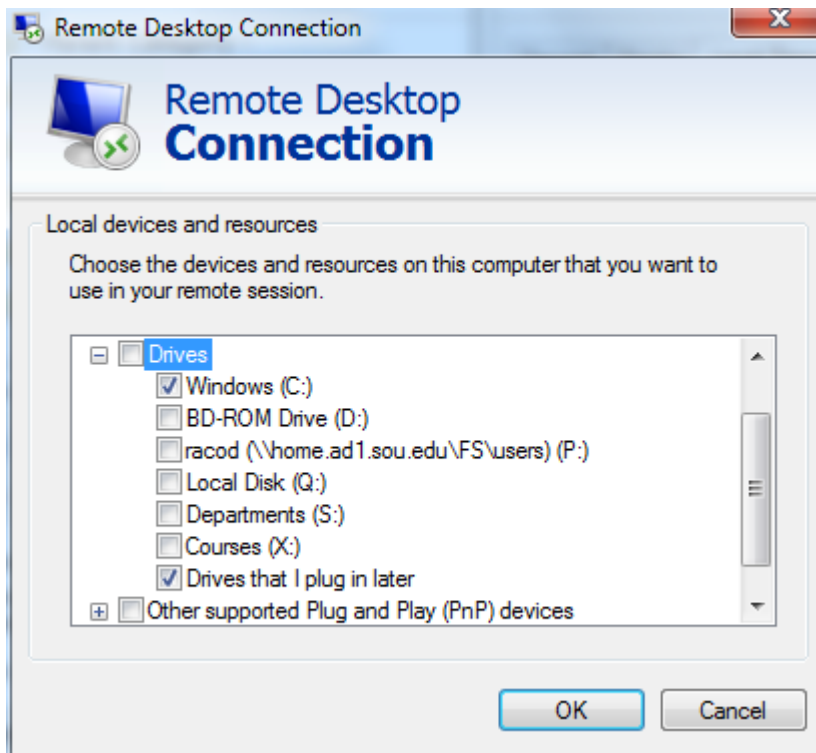 Remote Desktop Connection
Remote Desktop
Connection
Local devices and resources
Choose the devices and resources on this computer that you want to
use in your remote session.
Drives
Windows (C:)
BD-ROM Drive (D:)
racod (\\home.ad1.sou.edu\FS\users) (P:)
Local Disk (Q:)
Departments (S:)
Courses (X:)
Drives that I plug in later
Other supported Plug and Play (PnP) devices
OK Cancel